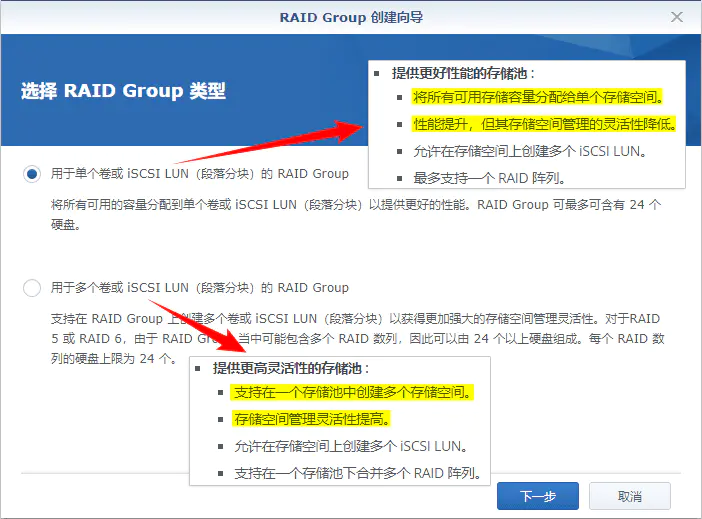 RAID Group 创建向导
选择 RAID Group 类型
提供更好性能的存储池：
将所有可用存储容量分配给单个存储空间。
性能提升，但其存储空间管理的灵活性降低。
允许在存储空间上创建多个 iSCSI LUN。
最多支持一个 RAID 阵列。
用于单个卷或 iSCSI LUN（段落分块）的 RAID Group
将所有可用的容量分配到单个卷或 iSCSI LUN（段落分块）以提供更好的性能。RAID Group 可最多可含有 24 个
硬盘。
用于多个卷或 iSCSI LUN（段落分块）的 RAID Group
支持在 RAID Group 上创建多个卷或 iSCSI LUN（段落分块）以获得更加强大的存储空间管理灵活性。对于RAID
5 或 RAID 6，由于 RAID Group 当中可能包含多个 RAID 数列，因此可以由 24 个以上硬盘组成。每个 RAID 数
列的硬盘上限为 24 个。
提供更高灵活性的存储池：
支持在一个存储池中创建多个存储空间。
存储空间管理灵活性提高。
允许在存储空间上创建多个 iSCSI LUN。
支持在一个存储池下合并多个 RAID 阵列。
下一步
取消